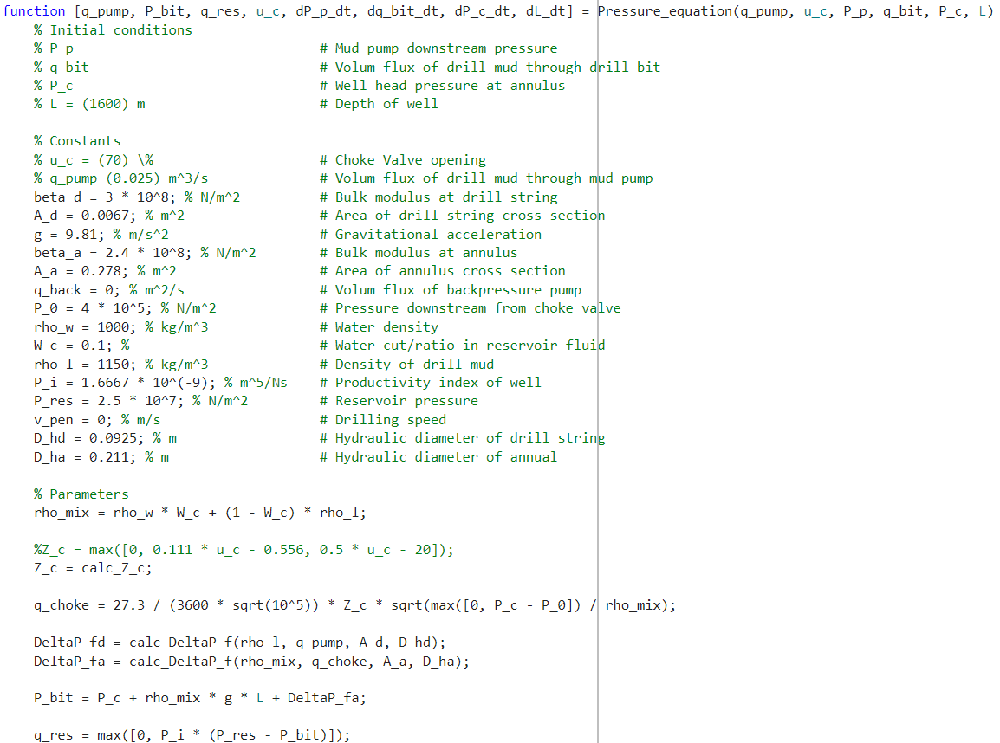 function [q_pump, P_bit, q_res, u_c, dP_p_dt, dq_bit_dt, dP_c_dt, dL_dt] = Pressure_equation(q_pump, u_c, P_p, q_bit, P_c, L)
% Initial conditions
% P_p # Mud pump downstream pressure
% q_bit # Volum flux of drill mud through drill bit
% P_c # Well head pressure at annulus
% L = (1600) m # Depth of well
% Constants
% u_c = (70) \% # Choke Valve opening
% q_pump (0.025) m^3/s # Volum flux of drill mud through mud pump
beta_d = 3 * 10^8; % N/m^2 # Bulk modulus at drill string
A_d = 0.0067; % m^2 # Area of drill string cross section
g = 9.81; % m/s^2 # Gravitational acceleration
beta_a = 2.4 * 10^8; % N/m^2 # Bulk modulus at annulus
A_a = 0.278; % m^2 # Area of annulus cross section
q_back = 0; % m^2/s # Volum flux of backpressure pump
P_0 = 4 * 10^5; % N/m^2 # Pressure downstream from choke valve
rho_w = 1000; % kg/m^3 # Water density
W_c = 0.1; % # Water cut/ratio in reservoir fluid
rho_l = 1150; % kg/m^3 # Density of drill mud
P_i = 1.6667 * 10^(-9); % m^5/Ns # Productivity index of well
P_res = 2.5 * 10^7; % N/m^2 # Reservoir pressure
v_pen = 0; % m/s # Drilling speed
D_hd = 0.0925; % m # Hydraulic diameter of drill string
D_ha = 0.211; % m # Hydraulic diameter of annual
% Parameters
rho_mix = rho_w * W_c + (1 - W_c) * rho_l;
%Z_c = max([0, 0.111 * u_c - 0.556, 0.5 * u_c - 20]);
Z_c = calc_Z_c;
q_choke = 27.3 / (3600 * sqrt(10^5)) * Z_c * sqrt(max([0, P_c - P_0]) / rho_mix);
DeltaP_fd = calc_DeltaP_f(rho_l, q_pump, A_d, D_hd);
DeltaP_fa = calc_DeltaP_f(rho_mix, q_choke, A_a, D_ha);
P_bit = P_c + rho_mix * g * L + DeltaP_fa;
q_res = max([0, P_i * (P_res - P_bit)]);